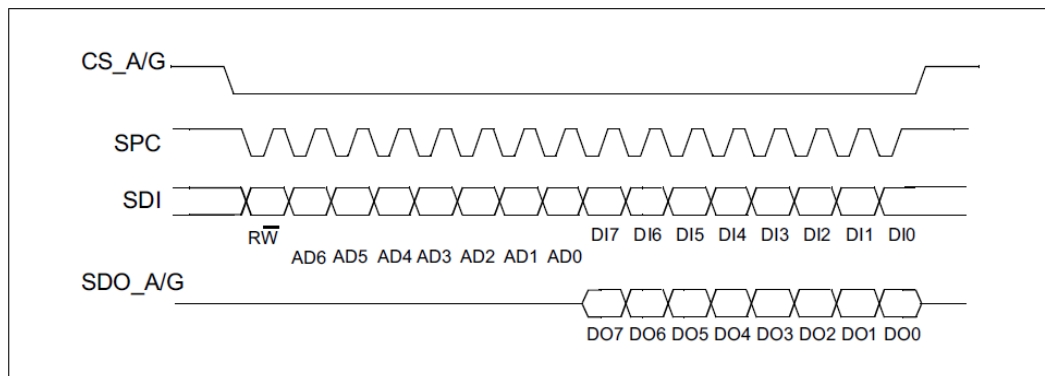 CS_A/G
SPC
SDI
RW̅ DI7 DI6 DI5 DI4 DI3 DI2 DI1 DI0
AD6 AD5 AD4 AD3 AD2 AD1 AD0
SDO_A/G
DO7 DO6 DO5 DO4 DO3 DO2 DO1 DO0